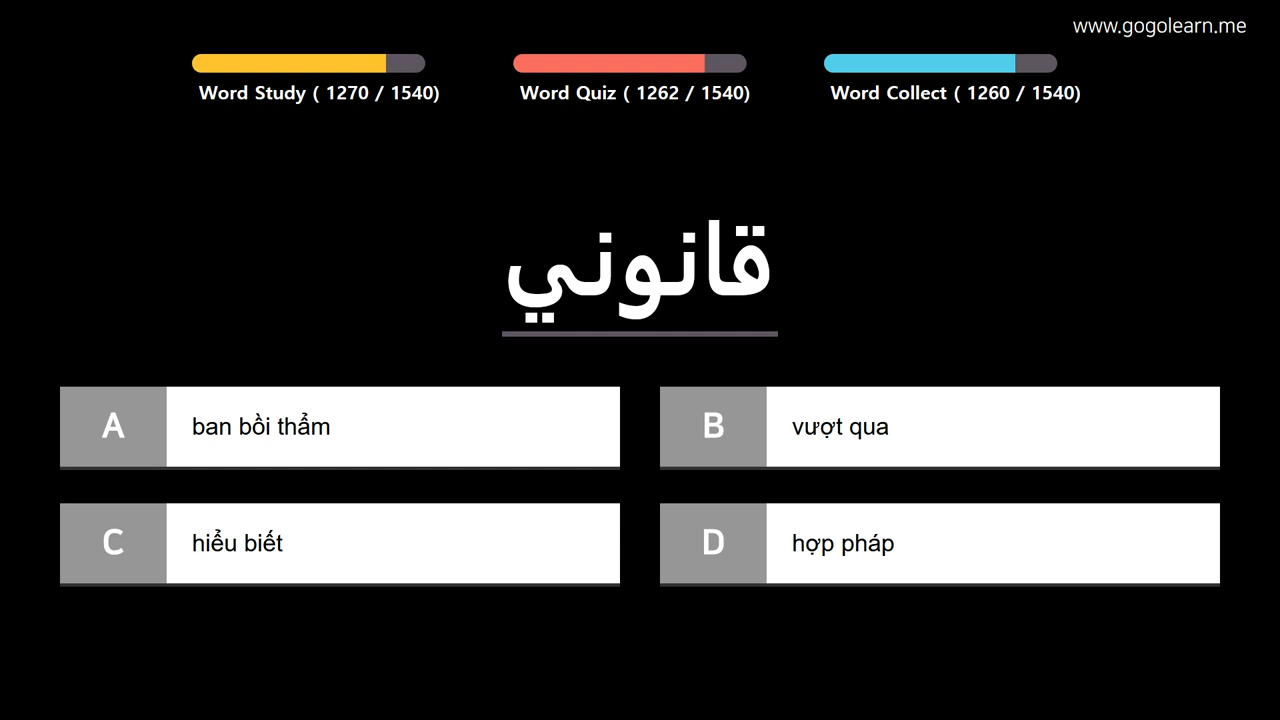 www.gogolearn.me
Word Study ( 1270 / 1540)
Word Quiz ( 1262 / 1540)
Word Collect ( 1260 / 1540)
قانوني
A ban bồi thẩm
B vượt qua
C hiểu biết
D hợp pháp